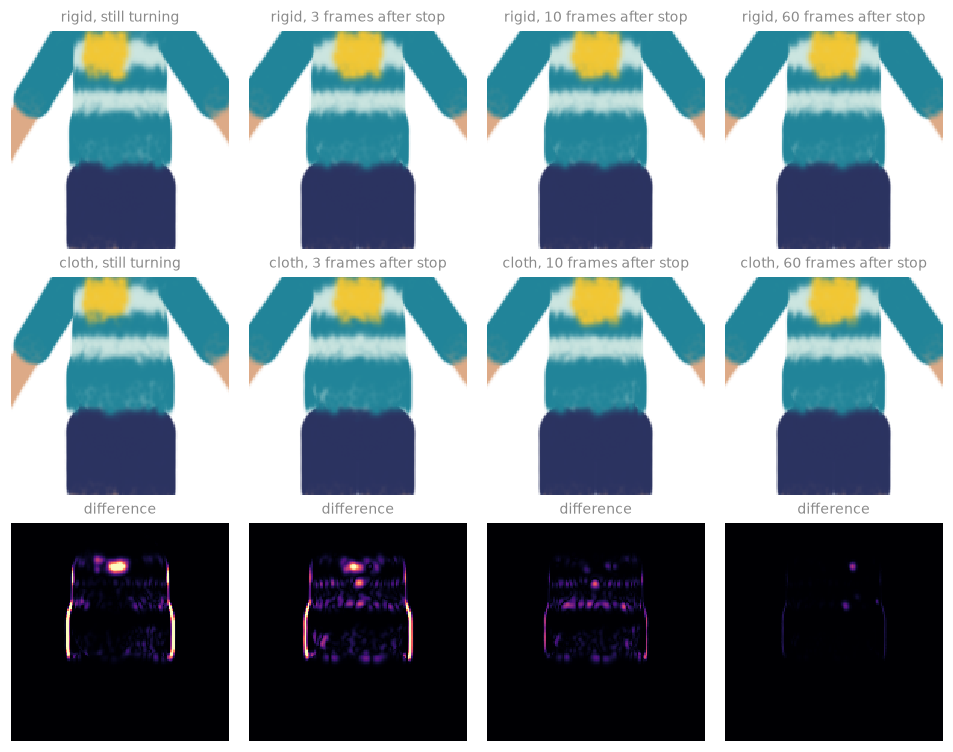 rigid, still turning
rigid, 3 frames after stop
rigid, 10 frames after stop
rigid, 60 frames after stop
cloth, still turning
cloth, 3 frames after stop
cloth, 10 frames after stop
cloth, 60 frames after stop
difference
difference
difference
difference